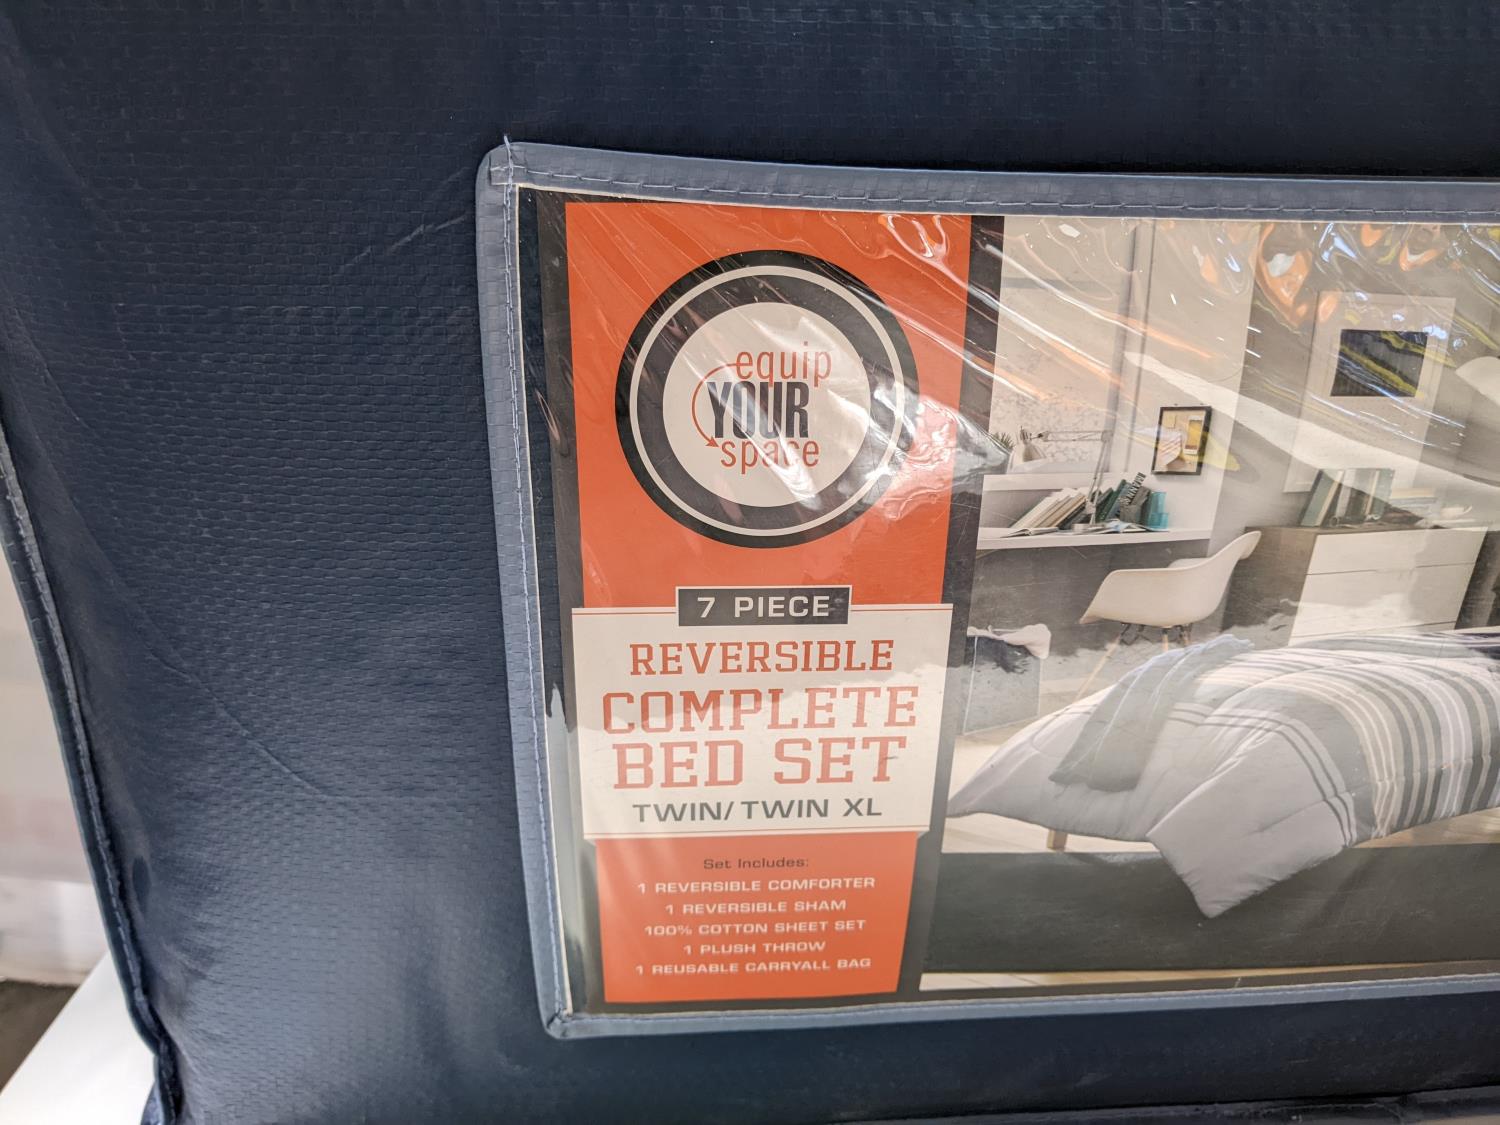 equip
YOUR
space
7 PIECE
REVERSIBLE
COMPLETE
BED SET
TWIN/TWIN XL
Set Includes:
1 REVERSIBLE COMFORTER
1 REVERSIBLE SHAM
100% COTTON SHEET SET
1 PLUSH THROW
1 REUSABLE CARRYALL BAG